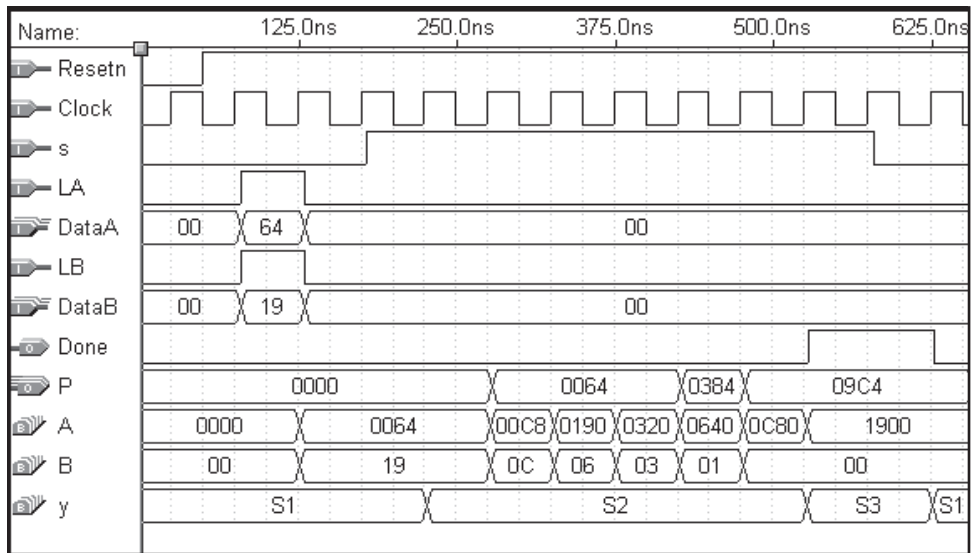 Name: 125.0ns 250.0ns 375.0ns 500.0ns 625.0ns
Resetn
Clock
s
LA
DataA 00 64 00
LB
DataB 00 19 00
Done
P 0000 0064 0384 09C4
A 0000 0064 00C8 0190 0320 0640 0C80 1900
B 00 19 0C 06 03 01 00
y S1 S2 S3 S1